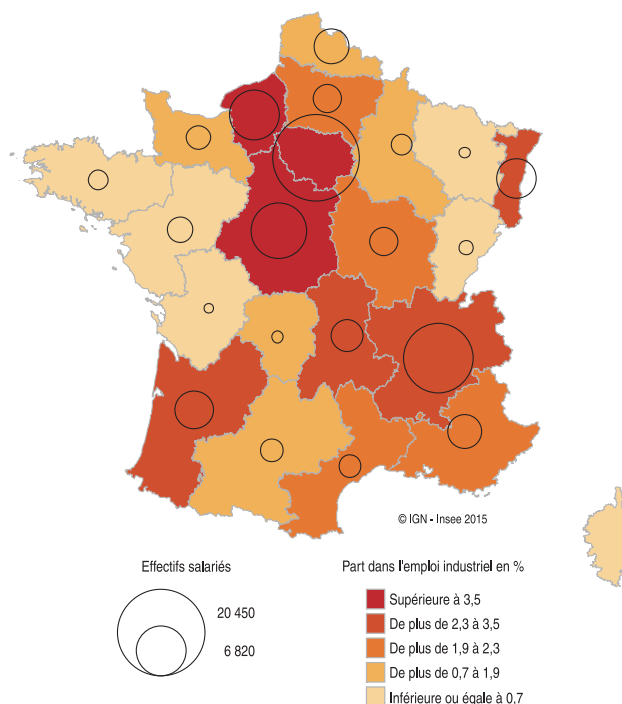 © IGN - Insee 2015
Effectifs salariés
20 450
6 820
Part dans l'emploi industriel en %
Supérieure à 3,5
De plus de 2,3 à 3,5
De plus de 1,9 à 2,3
De plus de 0,7 à 1,9
Inférieure ou égale à 0,7